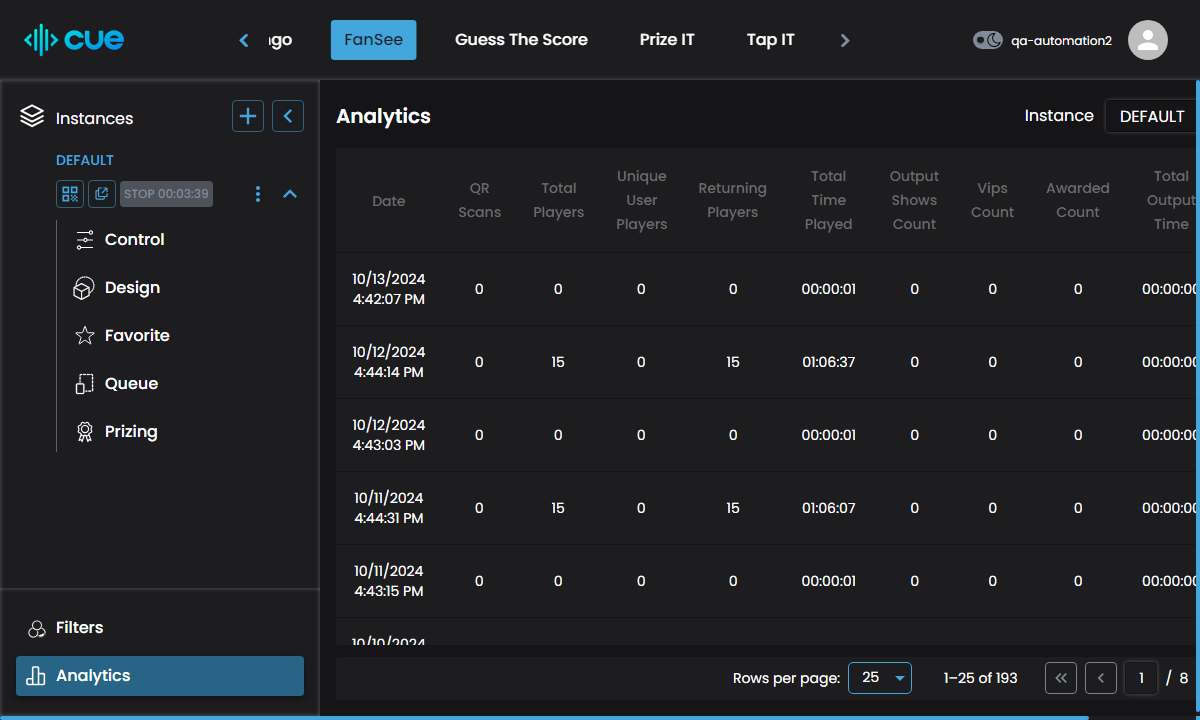 cue
ngo
FanSee
Guess The Score
Prize IT
Tap IT
qa-automation2
Instances
DEFAULT
STOP 00:03:39
Control
Design
Favorite
Queue
Prizing
Filters
Analytics
Analytics
Instance DEFAULT
Date QR Scans Total Players Unique User Players Returning Players Total Time Played Output Shows Count Vips Count Awarded Count Total Output Time
10/13/2024 4:42:07 PM 0 0 0 0 00:00:01 0 0 0 00:00:00
10/12/2024 4:44:14 PM 0 15 0 15 01:06:37 0 0 0 00:00:00
10/12/2024 4:43:03 PM 0 0 0 0 00:00:01 0 0 0 00:00:00
10/11/2024 4:44:31 PM 0 15 0 15 01:06:07 0 0 0 00:00:00
10/11/2024 4:43:15 PM 0 0 0 0 00:00:01 0 0 0 00:00:00
10/10/2024
Rows per page: 25 1–25 of 193 1 / 8